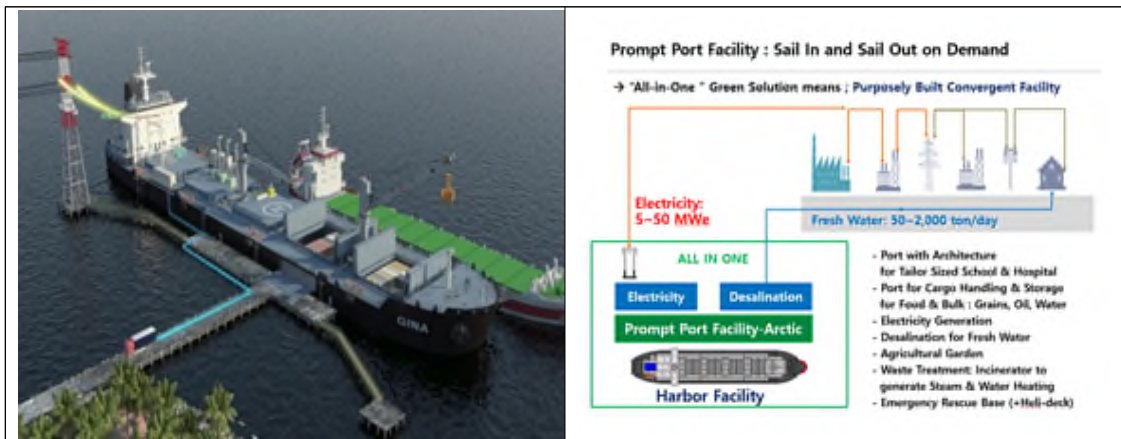 GINA
Prompt Port Facility : Sail In and Sail Out on Demand
→ "All-in-One " Green Solution means ; Purposely Built Convergent Facility
Electricity:
5~50 MWe
Fresh Water: 50~2,000 ton/day
ALL IN ONE
Electricity
Desalination
Prompt Port Facility-Arctic
Harbor Facility
- Port with Architecture
for Tailor Sized School & Hospital
- Port for Cargo Handling & Storage
for Food & Bulk : Grains, Oil, Water
- Electricity Generation
- Desalination for Fresh Water
- Agricultural Garden
- Waste Treatment: Incinerator to
generate Steam & Water Heating
- Emergency Rescue Base (+Heli-deck)